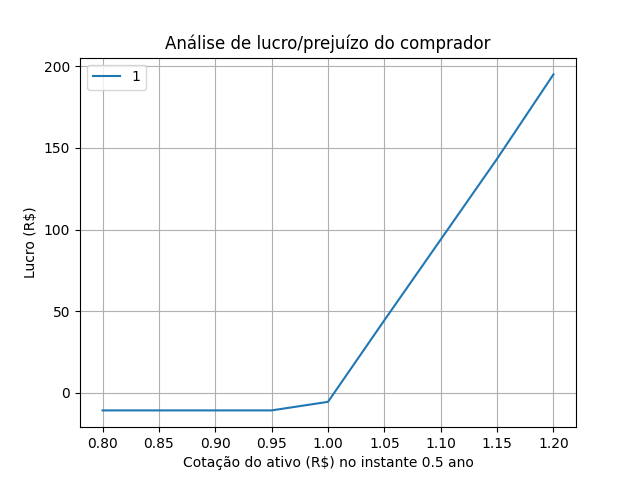 Análise de lucro/prejuízo do comprador
1
Lucro (R$)
200
150
100
50
0
0.80 0.85 0.90 0.95 1.00 1.05 1.10 1.15 1.20
Cotação do ativo (R$) no instante 0.5 ano